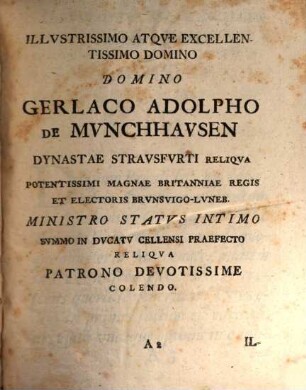 ILLVSTRISSIMO ATQVE EXCELLEN-
TISSIMO DOMINO
DOMINO
GERLACO ADOLPHO
DE MVNCHHAVSEN
DYNASTAE STRAVSFVRTI RELIQVA
POTENTISSIMI MAGNAE BRITANNIAE REGIS
ET ELECTORIS BRVNSVIGO-LVNEB.
MINISTRO STATVS INTIMO
SVMMO IN DVCATV CELLENSI PRAEFECTO
RELIQVA
PATRONO DEVOTISSIME
COLENDO.
A 2
IL-